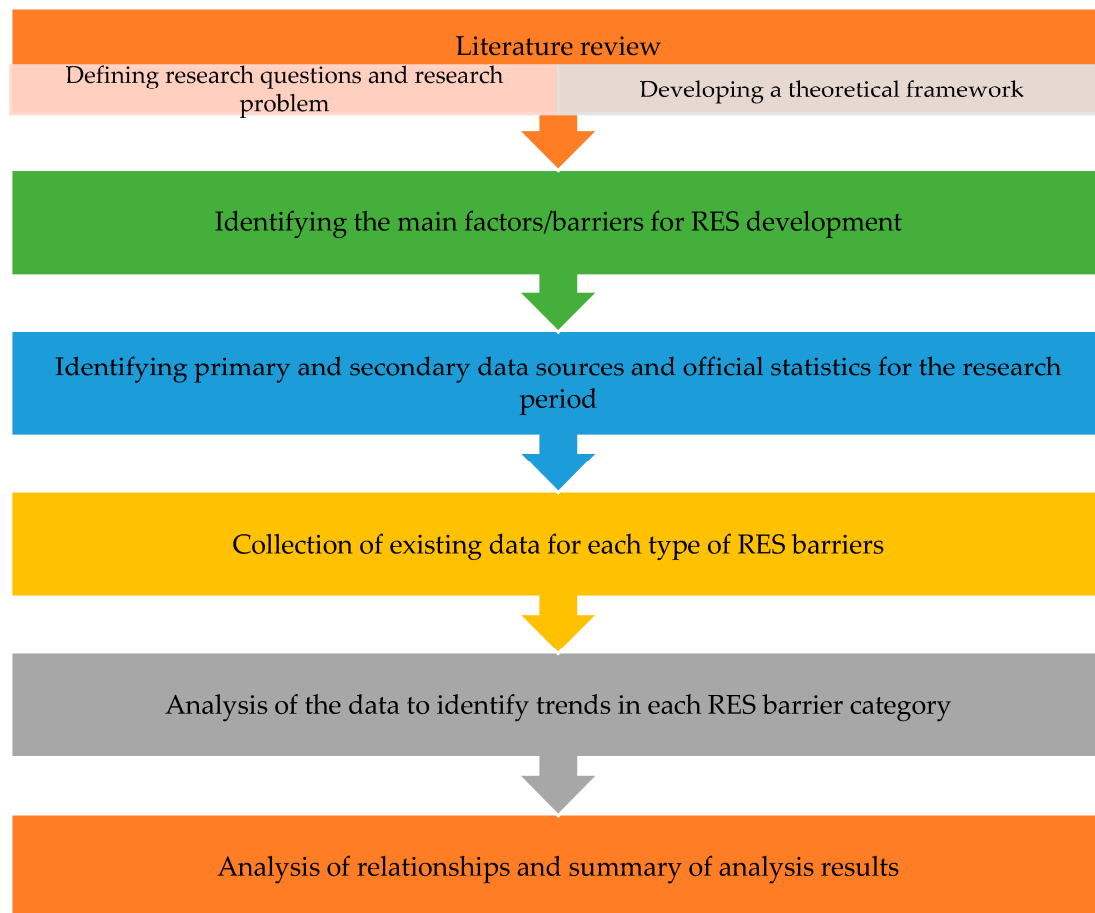 Literature review
Defining research questions and research
problem
Developing a theoretical framework
Identifying the main factors/barriers for RES development
Identifying primary and secondary data sources and official statistics for the research
period
Collection of existing data for each type of RES barriers
Analysis of the data to identify trends in each RES barrier category
Analysis of relationships and summary of analysis results